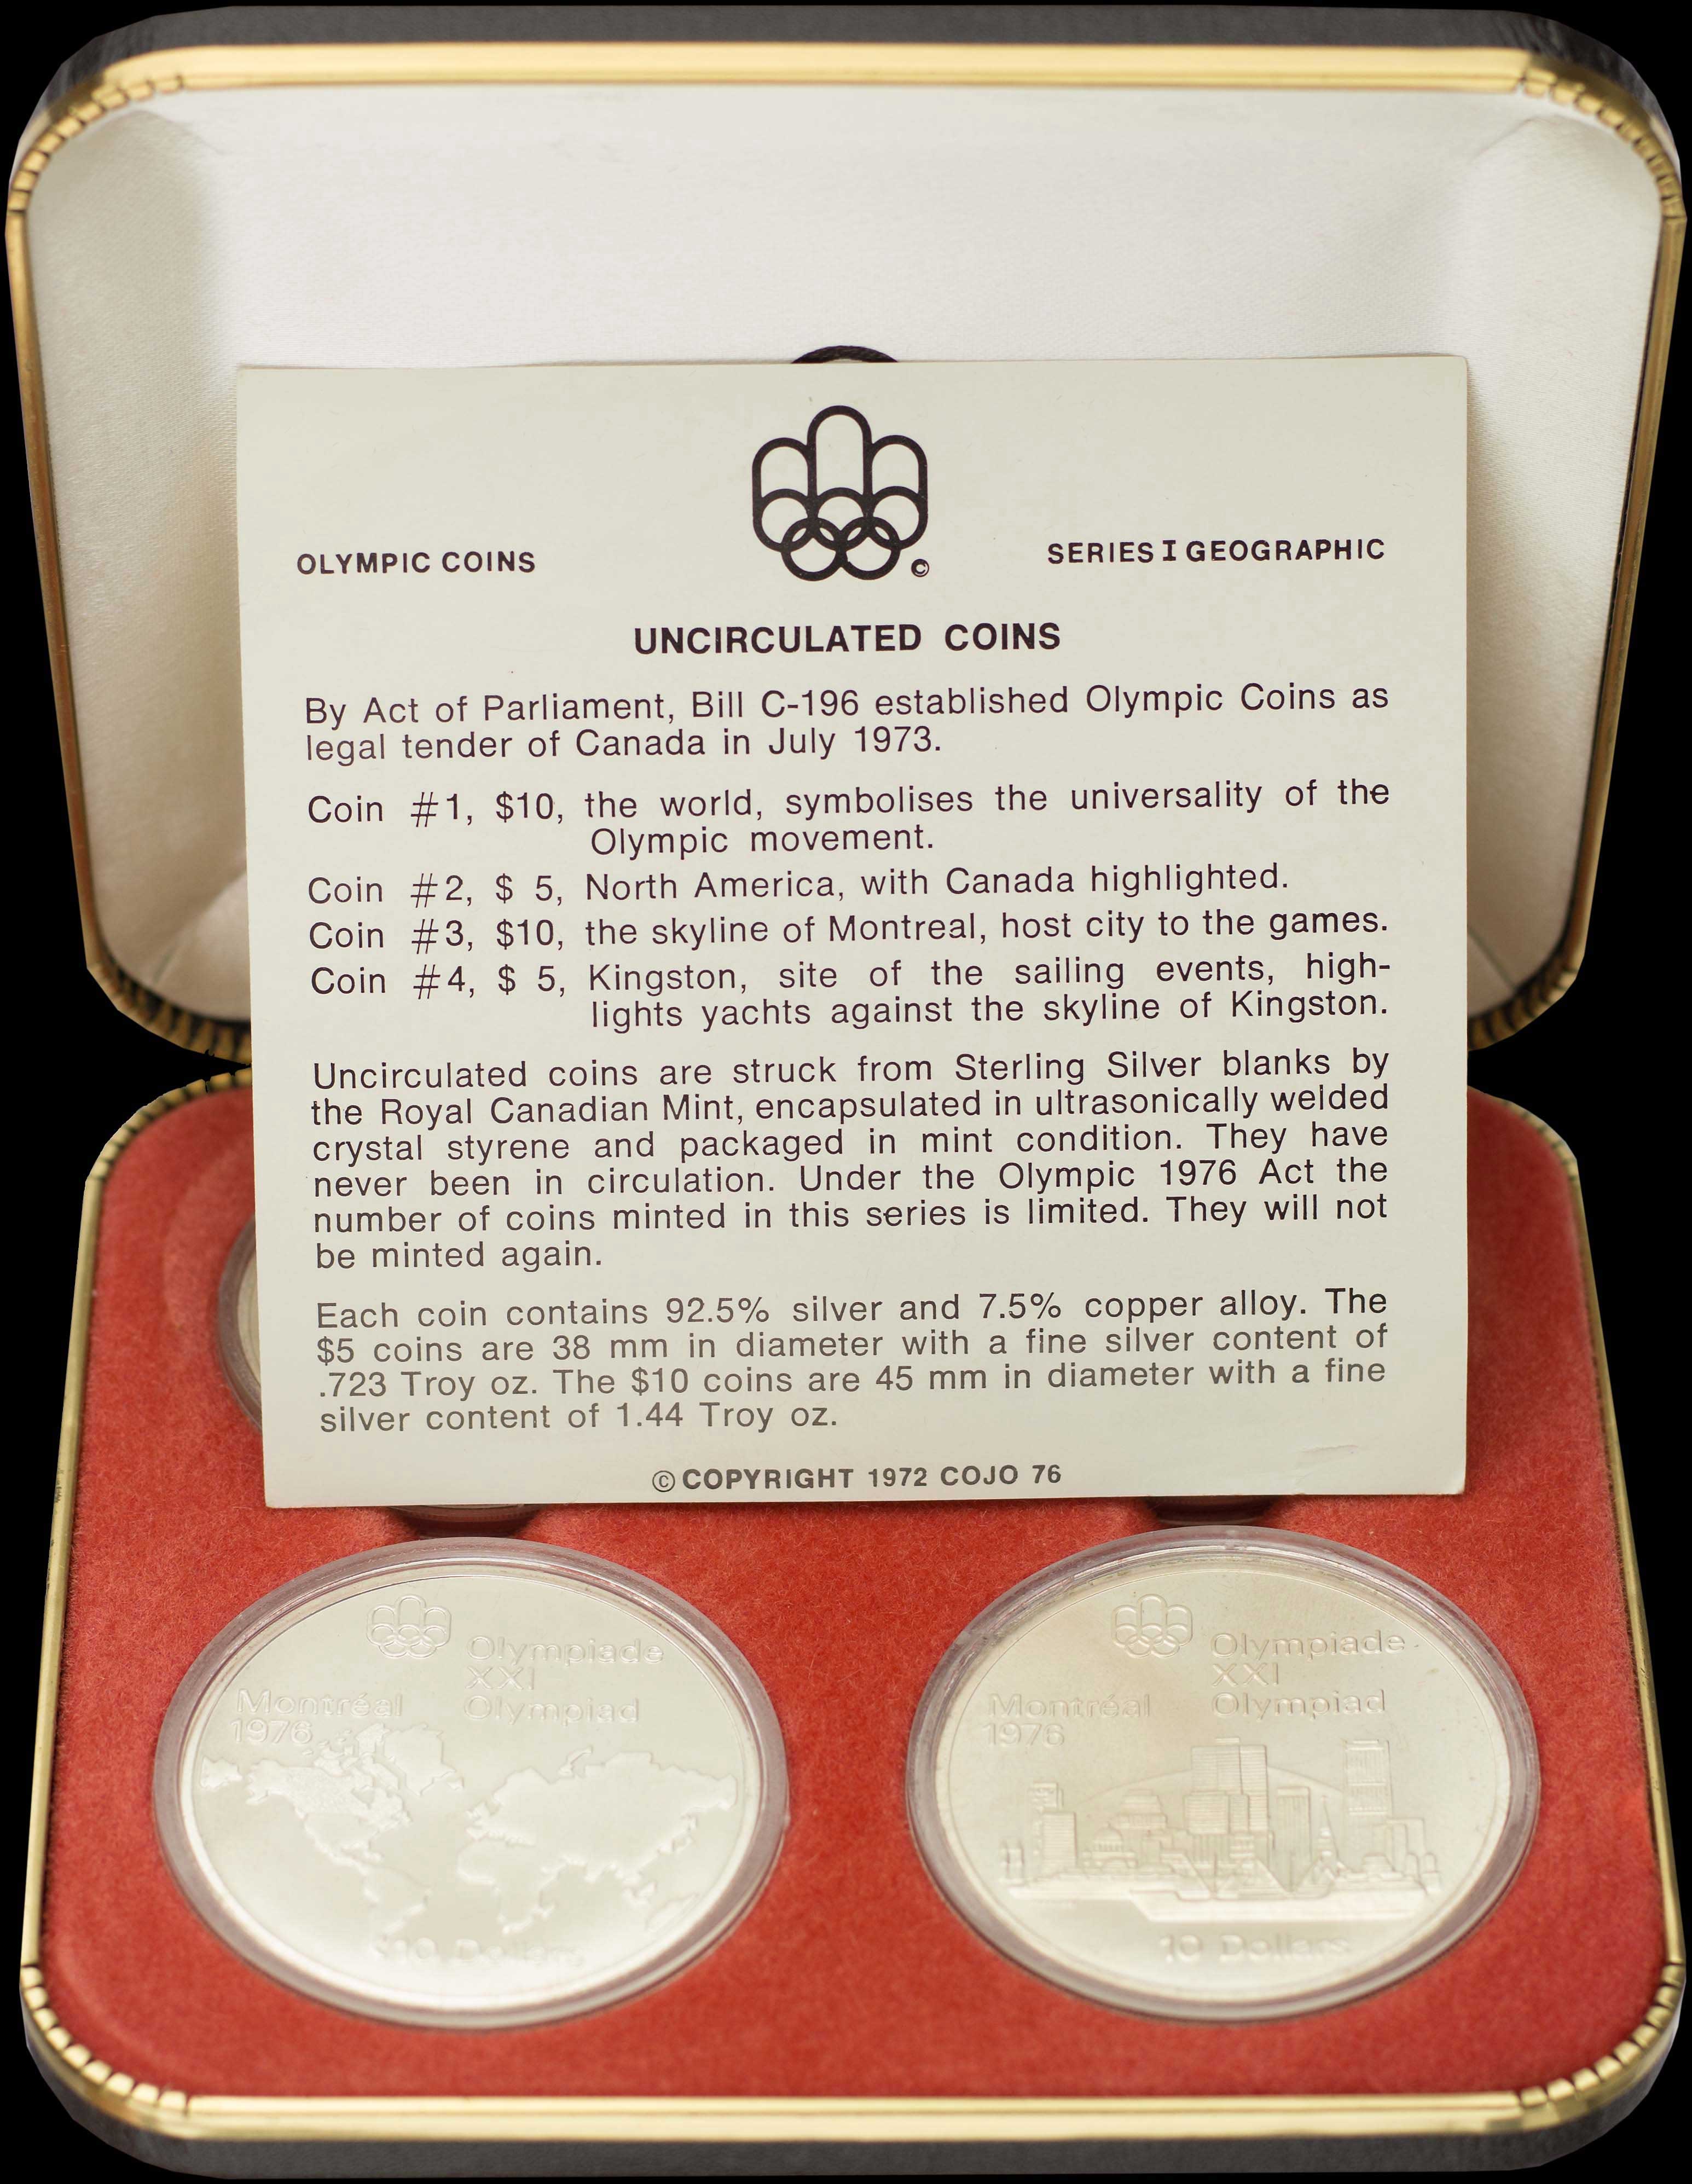 OLYMPIC COINS
©
SERIES I GEOGRAPHIC
UNCIRCULATED COINS
By Act of Parliament, Bill C-196 established Olympic Coins as
legal tender of Canada in July 1973.
Coin #1, $10, the world, symbolises the universality of the
Olympic movement.
Coin #2, $ 5, North America, with Canada highlighted.
Coin #3, $10, the skyline of Montreal, host city to the games.
Coin #4, $ 5, Kingston, site of the sailing events, high-
lights yachts against the skyline of Kingston.
Uncirculated coins are struck from Sterling Silver blanks by
the Royal Canadian Mint, encapsulated in ultrasonically welded
crystal styrene and packaged in mint condition. They have
never been in circulation. Under the Olympic 1976 Act the
number of coins minted in this series is limited. They will not
be minted again.
Each coin contains 92.5% silver and 7.5% copper alloy. The
$5 coins are 38 mm in diameter with a fine silver content of
.723 Troy oz. The $10 coins are 45 mm in diameter with a fine
silver content of 1.44 Troy oz.
© COPYRIGHT 1972 COJO 76
Olympiade
XXI
Olympiad
Montréal
1976
10 Dollars
Olympiade
XXI
Olympiad
Montréal
1976
10 Dollars